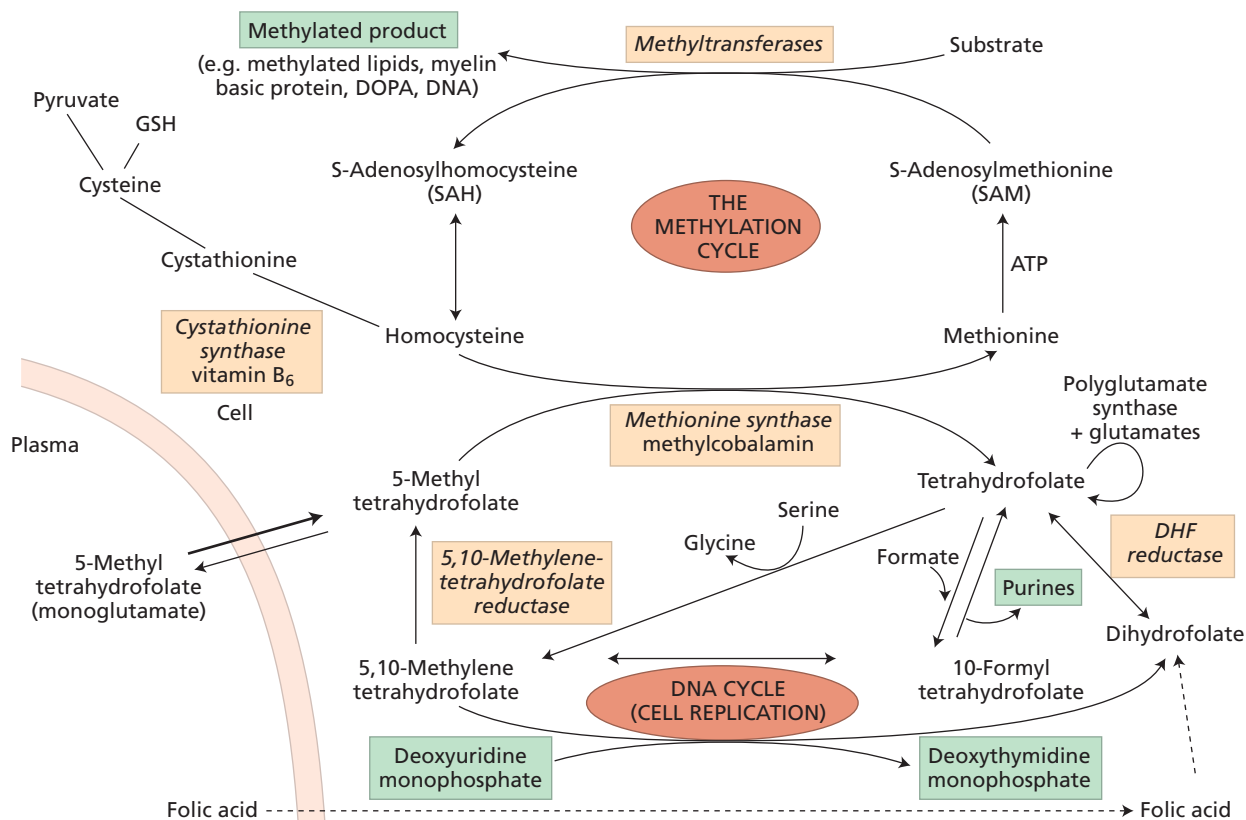 Methylated product
(e.g. methylated lipids, myelin
basic protein, DOPA, DNA)
Methyltransferases
Substrate
Pyruvate
GSH
Cysteine
S-Adenosylhomocysteine
(SAH)
THE
METHYLATION
CYCLE
S-Adenosylmethionine
(SAM)
Cystathionine
ATP
Homocysteine
Methionine
Cystathionine
synthase
vitamin B₆
Cell
Plasma
Methionine synthase
methylcobalamin
Polyglutamate
synthase
+ glutamates
5-Methyl
tetrahydrofolate
Tetrahydrofolate
Serine
Glycine
Formate
DHF
reductase
5-Methyl
tetrahydrofolate
(monoglutamate)
5,10-Methylene-
tetrahydrofolate
reductase
Purines
Dihydrofolate
5,10-Methylene
tetrahydrofolate
DNA CYCLE
(CELL REPLICATION)
10-Formyl
tetrahydrofolate
Deoxyuridine
monophosphate
Deoxythymidine
monophosphate
Folic acid
Folic acid